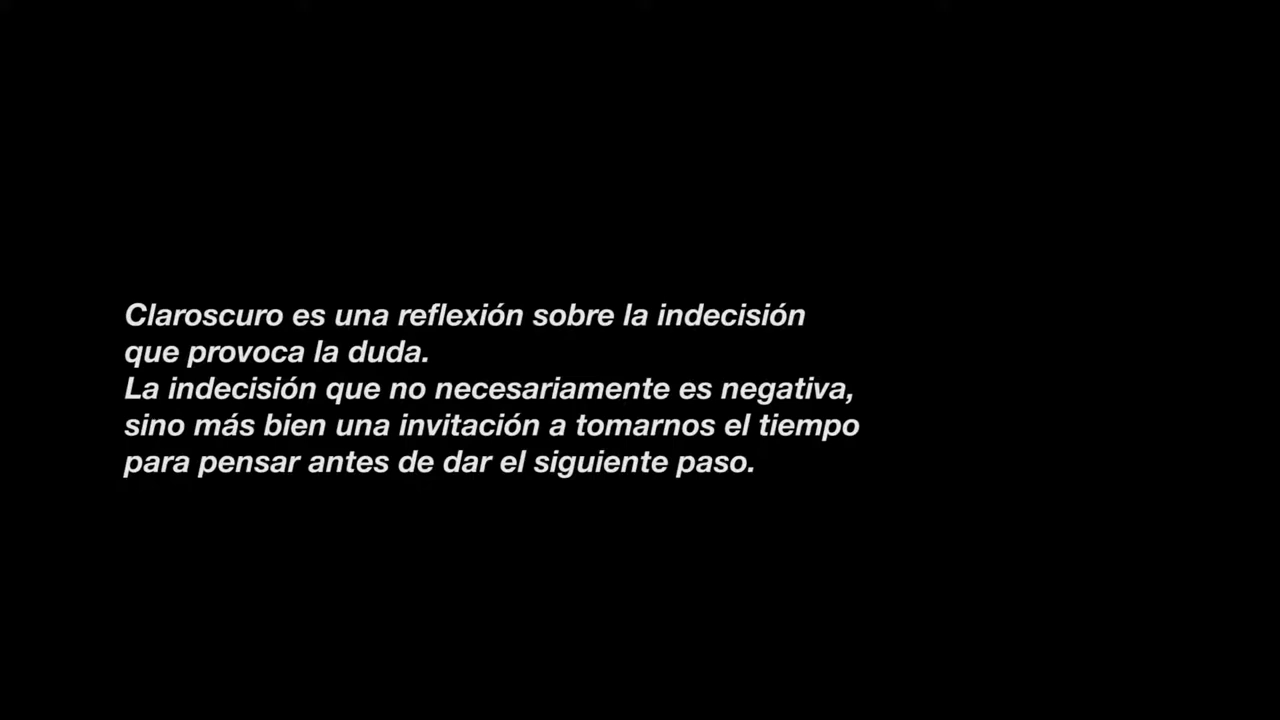 Claroscuro es una reflexión sobre la indecisión
que provoca la duda.
La indecisión que no necesariamente es negativa,
sino más bien una invitación a tomarnos el tiempo
para pensar antes de dar el siguiente paso.